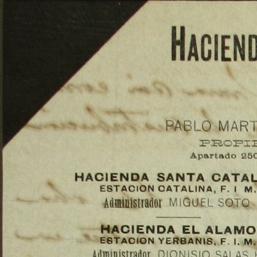 HACIEND
PABLO MART
PROPI
Apartado 250
HACIENDA SANTA CATAL
ESTACION CATALINA, F. I M.
Administrador MIGUEL SOTO
HACIENDA EL ALAMO
ESTACION YERBANIS, F. I. M.
Administrador DIONISIO SALAS